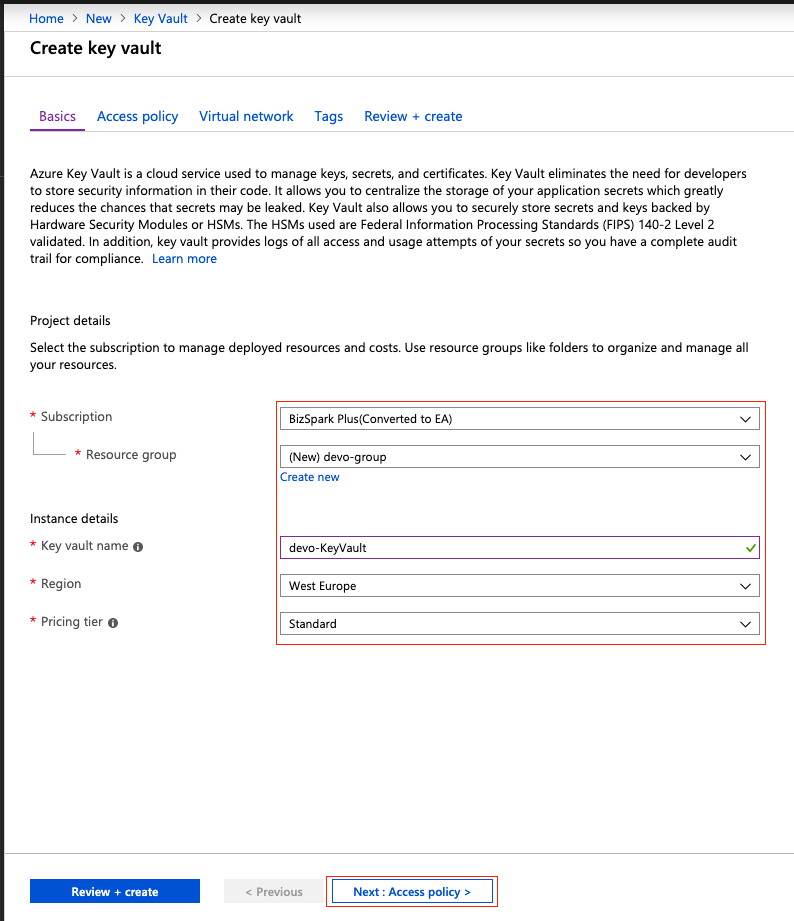 Home > New > Key Vault > Create key vault
Create key vault
Basics Access policy Virtual network Tags Review + create
Azure Key Vault is a cloud service used to manage keys, secrets, and certificates. Key Vault eliminates the need for developers
to store security information in their code. It allows you to centralize the storage of your application secrets which greatly
reduces the chances that secrets may be leaked. Key Vault also allows you to securely store secrets and keys backed by
Hardware Security Modules or HSMs. The HSMs used are Federal Information Processing Standards (FIPS) 140-2 Level 2
validated. In addition, key vault provides logs of all access and usage attempts of your secrets so you have a complete audit
trail for compliance. Learn more
Project details
Select the subscription to manage deployed resources and costs. Use resource groups like folders to organize and manage all
your resources.
* Subscription BizSpark Plus(Converted to EA)
* Resource group (New) devo-group
Create new
Instance details
* Key vault name devo-KeyVault
* Region West Europe
* Pricing tier Standard
Review + create < Previous Next : Access policy >